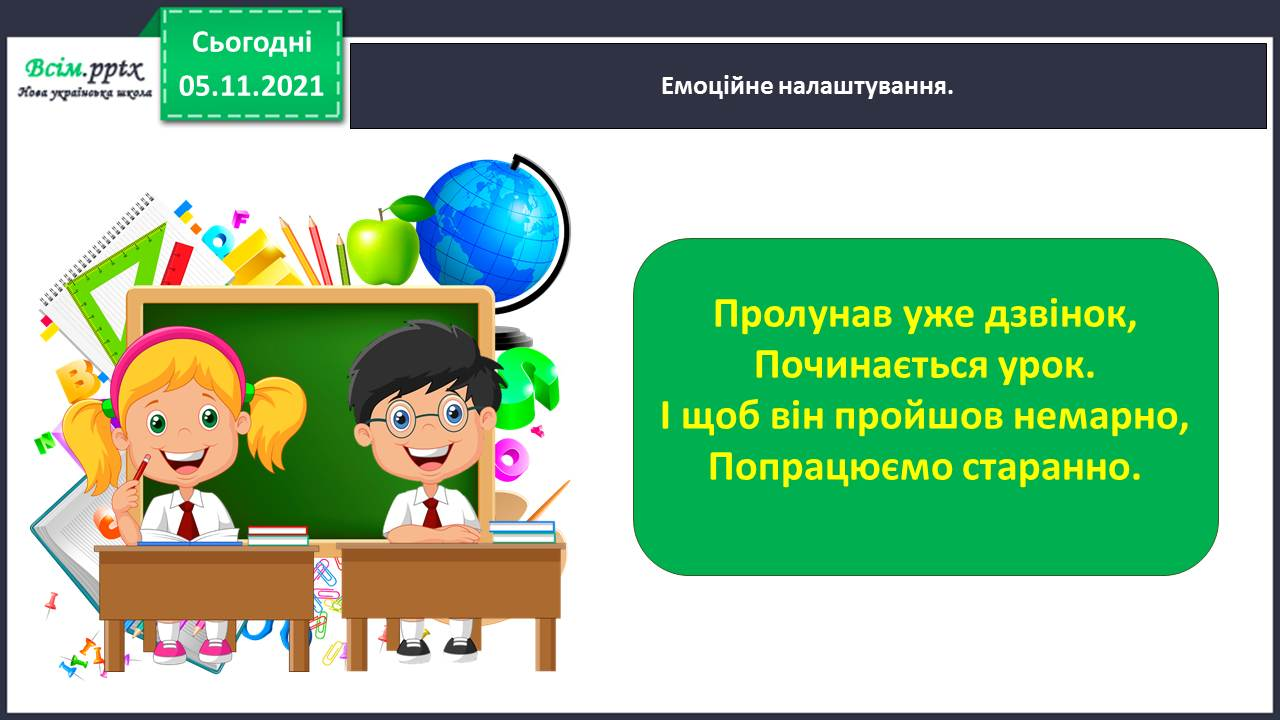 Сьогодні
05.11.2021
Всім.pptx
Нова українська школа
Емоційне налаштування.
Пролунав уже дзвінок,
Починається урок.
І щоб він пройшов немарно,
Попрацюємо старанно.